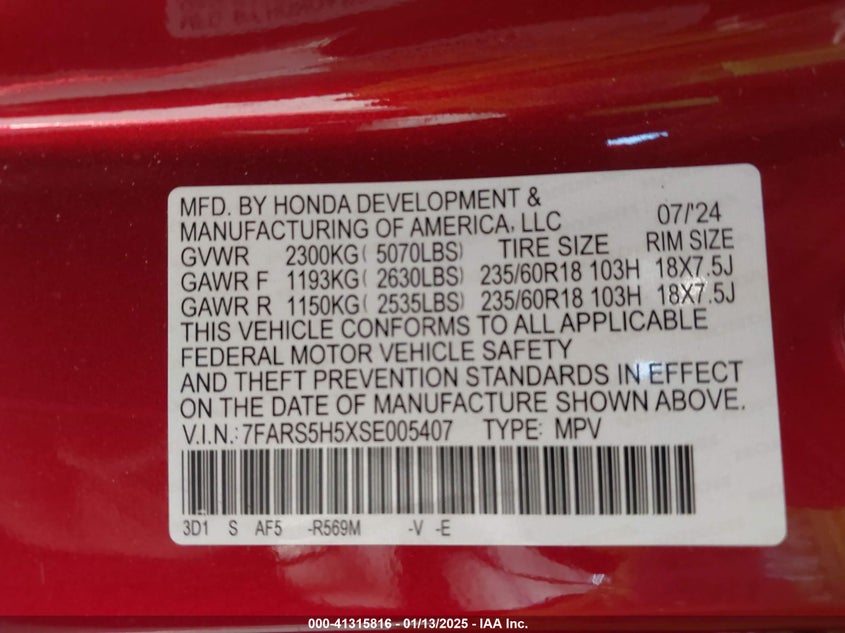 MFD. BY HONDA DEVELOPMENT &
MANUFACTURING OF AMERICA, LLC 07/'24
GVWR 2300KG( 5070LBS) TIRE SIZE RIM SIZE
GAWR F 1193KG( 2630LBS) 235/60R18 103H 18X7.5J
GAWR R 1150KG( 2535LBS) 235/60R18 103H 18X7.5J
THIS VEHICLE CONFORMS TO ALL APPLICABLE
FEDERAL MOTOR VEHICLE SAFETY
AND THEFT PREVENTION STANDARDS IN EFFECT
ON THE DATE OF MANUFACTURE SHOWN ABOVE.
V.I.N.: 7FARS5H5XSE005407 TYPE: MPV
3D1 S AF5 -R569M -V -E
000-41315816 - 01/13/2025 - IAA Inc.